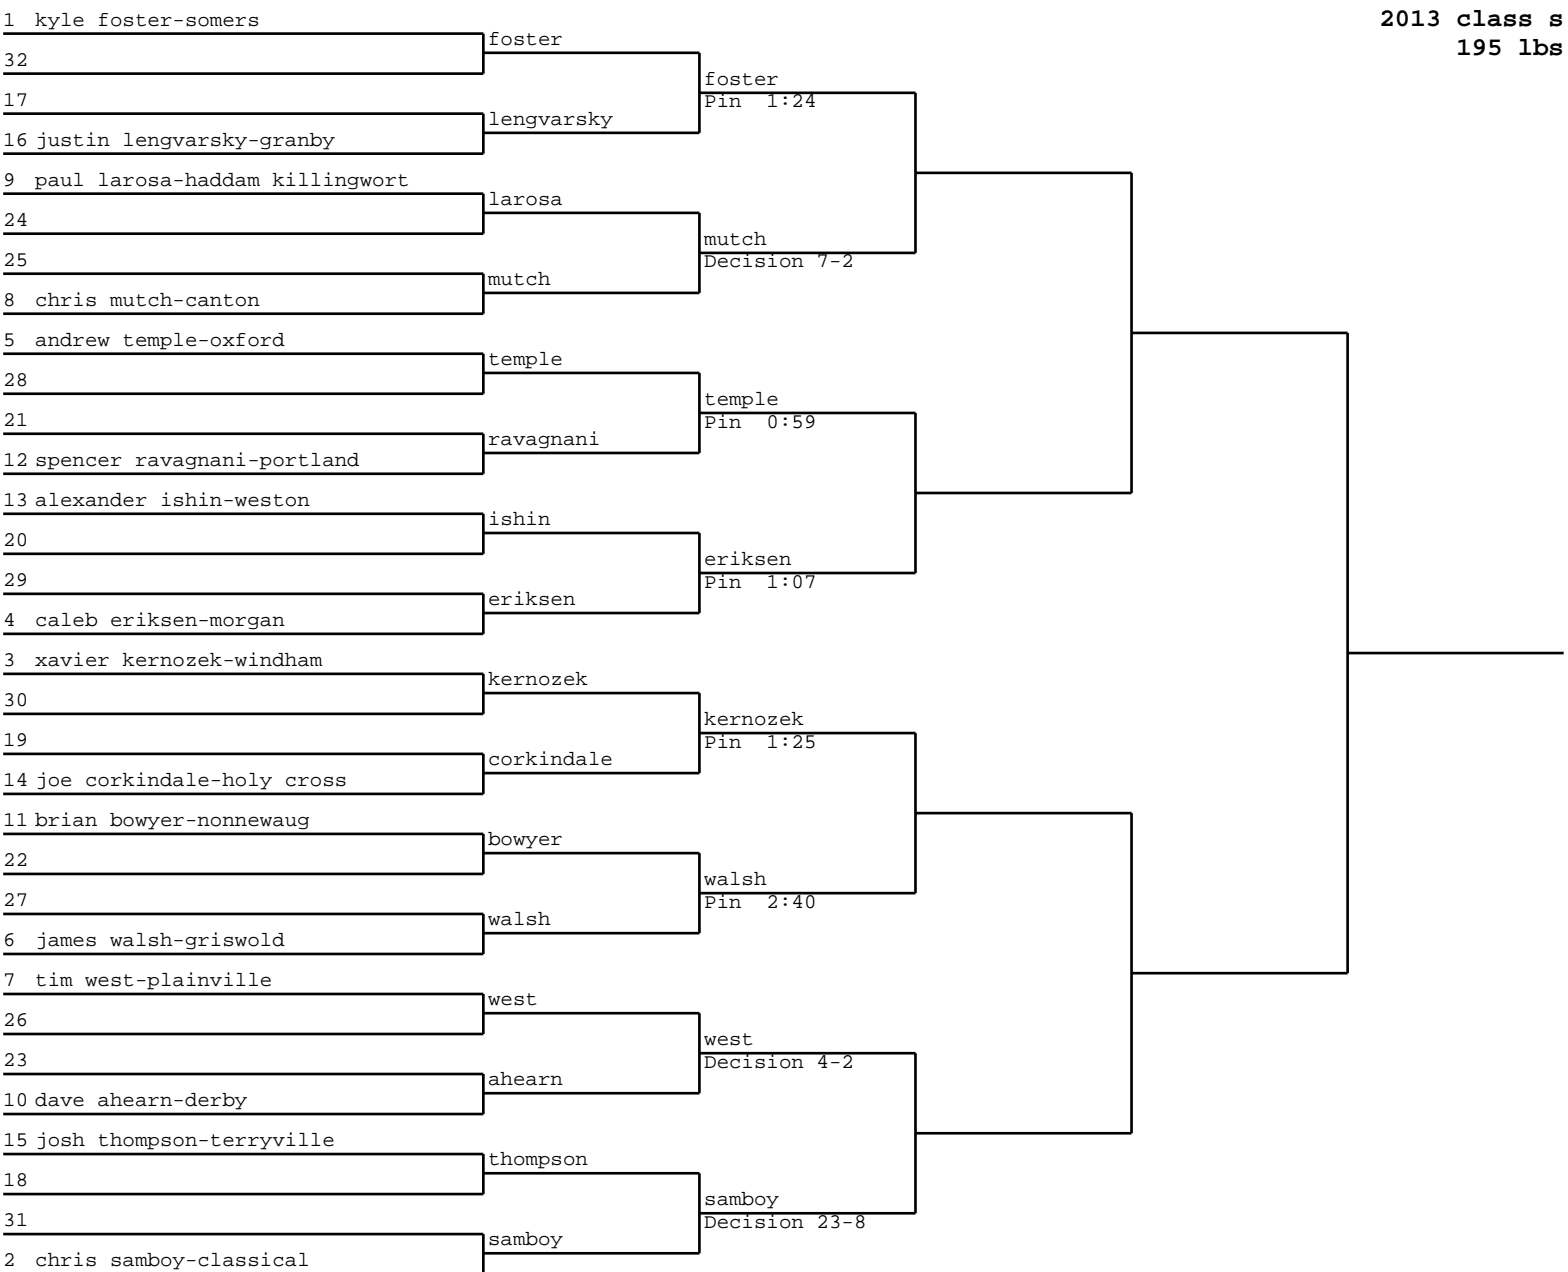 2013 class s
195 lbs
1 kyle foster-somers
32
17
16 justin lengvarsky-granby
9 paul larosa-haddam killingwort
24
25
8 chris mutch-canton
5 andrew temple-oxford
28
21
12 spencer ravagnani-portland
13 alexander ishin-weston
20
29
4 caleb eriksen-morgan
3 xavier kernozek-windham
30
19
14 joe corkindale-holy cross
11 brian bowyer-nonnewaug
22
27
6 james walsh-griswold
7 tim west-plainville
26
23
10 dave ahearn-derby
15 josh thompson-terryville
18
31
2 chris samboy-classical
foster
lengvarsky
larosa
mutch
temple
ravagnani
ishin
eriksen
kernozek
corkindale
bowyer
walsh
west
ahearn
thompson
samboy
foster
Pin 1:24
mutch
Decision 7-2
temple
Pin 0:59
eriksen
Pin 1:07
kernozek
Pin 1:25
walsh
Pin 2:40
west
Decision 4-2
samboy
Decision 23-8